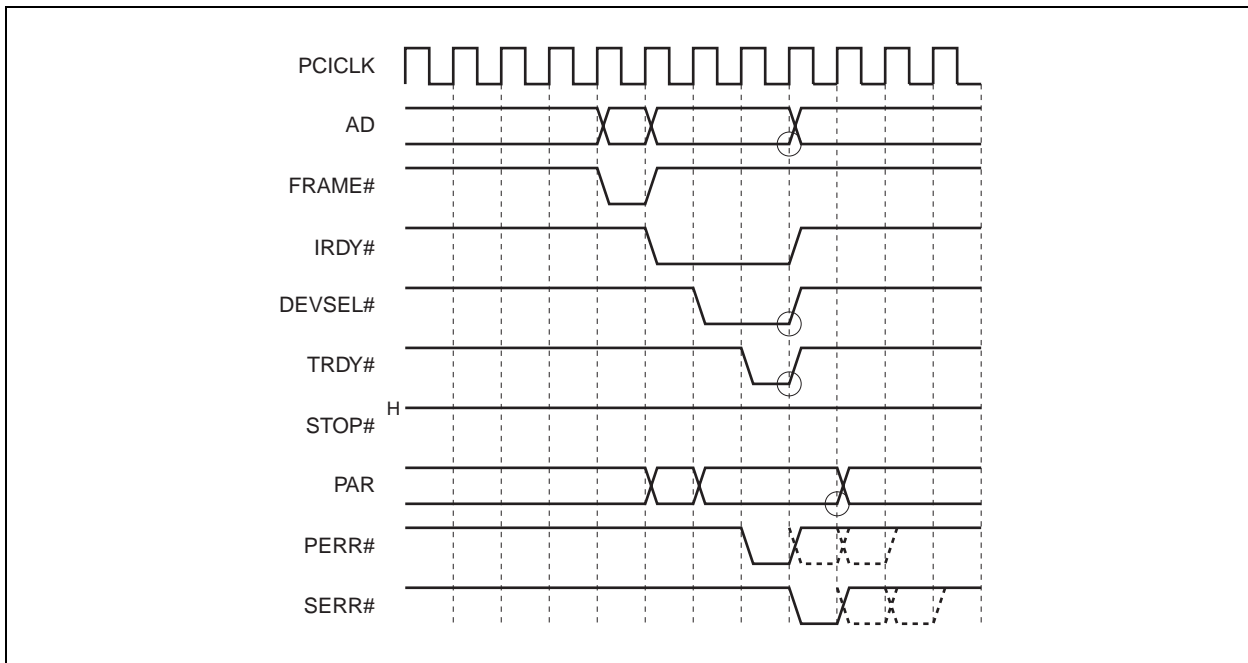 PCICLK
AD
FRAME#
IRDY#
DEVSEL#
TRDY#
H
STOP#
PAR
PERR#
SERR#